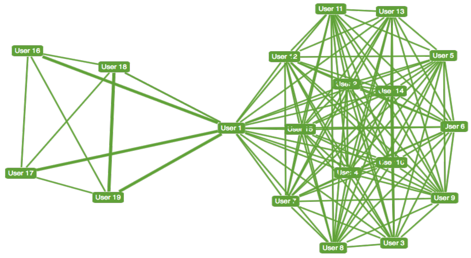 User 11
User 13
User 16
User 12
User 5
User 18
User 14
User 1
User 15
User 6
User 10
User 17
User 4
User 19
User 7
User 9
User 8
User 3